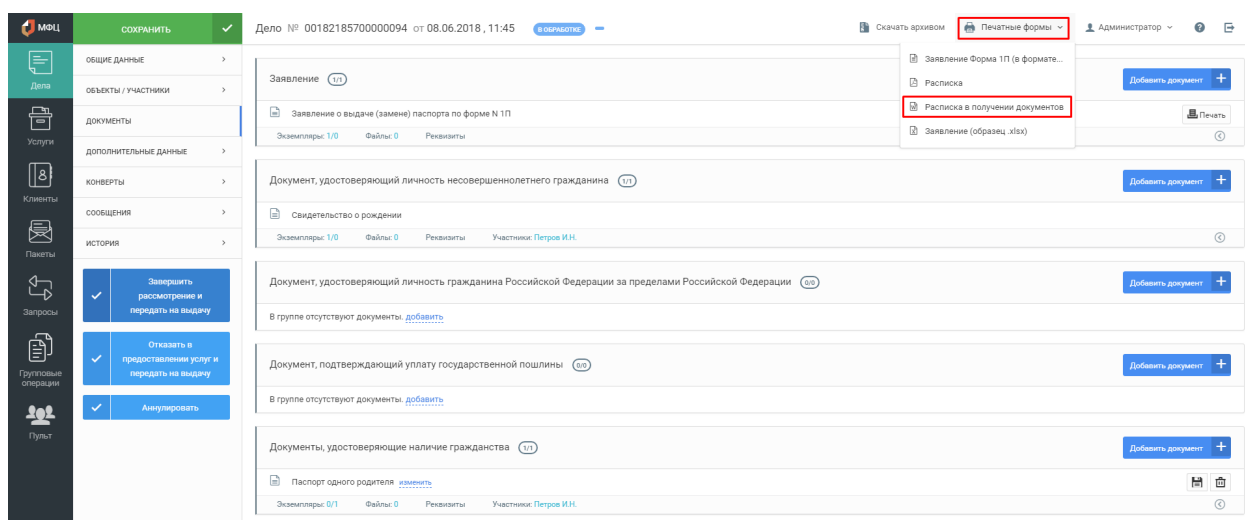 МФЦ
СОХРАНИТЬ
Дело № 00182185700000094 от 08.06.2018 , 11:45 В ОБРАБОТКЕ
Скачать архивом
Печатные формы
Администратор
Дела
Услуги
Клиенты
Пакеты
Запросы
Групповые
операции
Пульт
ОБЩИЕ ДАННЫЕ
ОБЪЕКТЫ / УЧАСТНИКИ
ДОКУМЕНТЫ
ДОПОЛНИТЕЛЬНЫЕ ДАННЫЕ
КОНВЕРТЫ
СООБЩЕНИЯ
ИСТОРИЯ
Завершить
рассмотрение и
передать на выдачу
Отказать в
предоставлении услуг и
передать на выдачу
Аннулировать
Заявление Форма 1П (в формате...
Расписка
Расписка в получении документов
Заявление (образец .xlsx)
Заявление 1/1
Добавить документ +
Заявление о выдаче (замене) паспорта по форме N 1П
Печать
Экземпляры: 1/0 Файлы: 0 Реквизиты
Документ, удостоверяющий личность несовершеннолетнего гражданина 1/1
Добавить документ +
Свидетельство о рождении
Экземпляры: 1/0 Файлы: 0 Реквизиты Участники: Петров И.Н.
Документ, удостоверяющий личность гражданина Российской Федерации за пределами Российской Федерации 0/0
Добавить документ +
В группе отсутствуют документы. добавить
Документ, подтверждающий уплату государственной пошлины 0/0
Добавить документ +
В группе отсутствуют документы. добавить
Документы, удостоверяющие наличие гражданства 1/1
Добавить документ +
Паспорт одного родителя изменить
Экземпляры: 0/1 Файлы: 0 Реквизиты Участники: Петров И.Н.